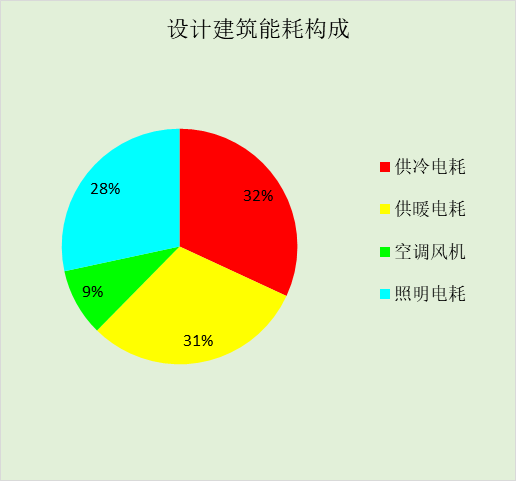 设计建筑能耗构成
32%
31%
9%
28%
供冷电耗
供暖电耗
空调风机
照明电耗